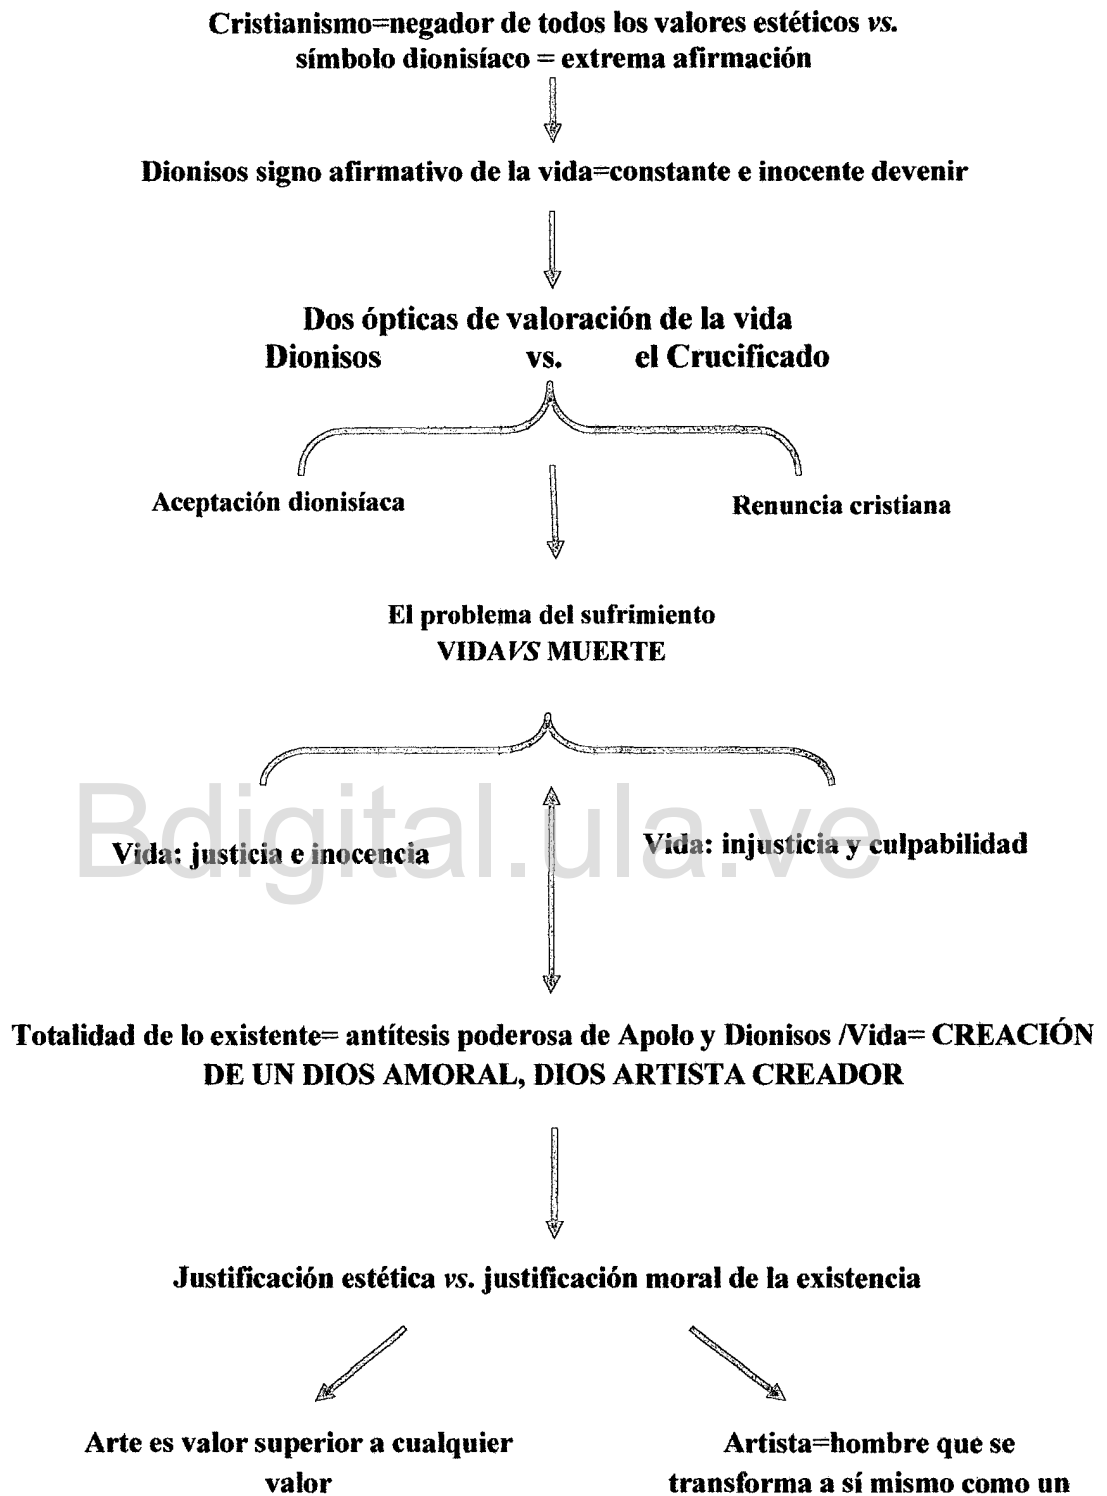 Cristianismo=negador de todos los valores estéticos vs.
símbolo dionisíaco = extrema afirmación
Dionisos signo afirmativo de la vida=constante e inocente devenir
Dos ópticas de valoración de la vida
Dionisos vs. el Crucificado
Aceptación dionisíaca
Renuncia cristiana
El problema del sufrimiento
VIDAVS MUERTE
Bdigital.ula.ve
Vida: justicia e inocencia
Vida: injusticia y culpabilidad
Totalidad de lo existente= antítesis poderosa de Apolo y Dionisos /Vida= CREACIÓN
DE UN DIOS AMORAL, DIOS ARTISTA CREADOR
Justificación estética vs. justificación moral de la existencia
Arte es valor superior a cualquier
valor
Artista=hombre que se
transforma a sí mismo como un